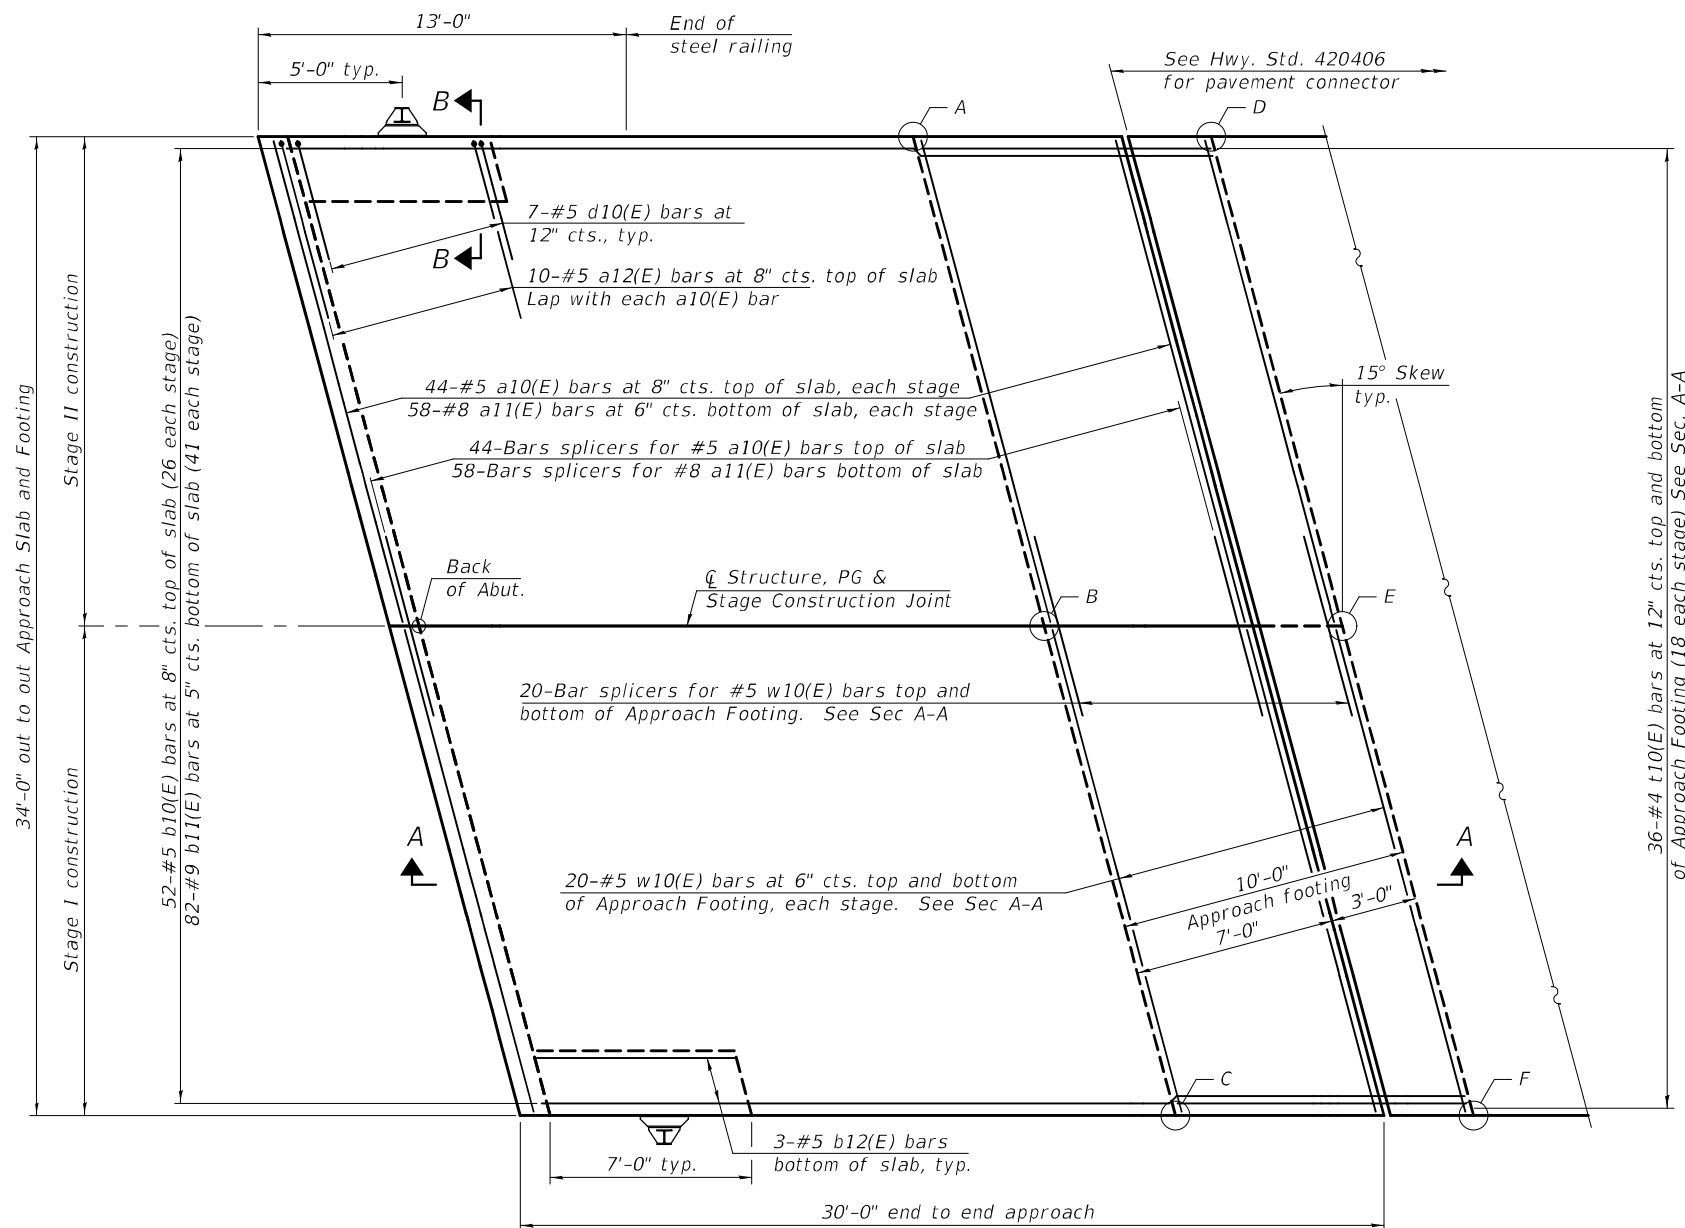 13'-0"
End of
steel railing
5'-0" typ.
See Hwy. Std. 420406
for pavement connector
B
A
D
7-#5 d10(E) bars at
12" cts., typ.
B
10-#5 a12(E) bars at 8" cts. top of slab
Lap with each a10(E) bar
44-#5 a10(E) bars at 8" cts. top of slab, each stage
58-#8 a11(E) bars at 6" cts. bottom of slab, each stage
15° Skew
typ.
44-Bars splicers for #5 a10(E) bars top of slab
58-Bars splicers for #8 a11(E) bars bottom of slab
34'-0" out to out Approach Slab and Footing
Stage II construction
Stage I construction
52-#5 b10(E) bars at 8" cts. top of slab (26 each stage)
82-#9 b11(E) bars at 5" cts. bottom of slab (41 each stage)
Back
of Abut.
℄ Structure, PG &
Stage Construction Joint
B
E
20-Bar splicers for #5 w10(E) bars top and
bottom of Approach Footing. See Sec A-A
A
A
20-#5 w10(E) bars at 6" cts. top and bottom
of Approach Footing, each stage. See Sec A-A
10'-0"
Approach footing
7'-0"
3'-0"
36-#4 t10(E) bars at 12" cts. top and bottom
of Approach Footing (18 each stage) See Sec. A-A
C
F
3-#5 b12(E) bars
bottom of slab, typ.
7'-0" typ.
30'-0" end to end approach